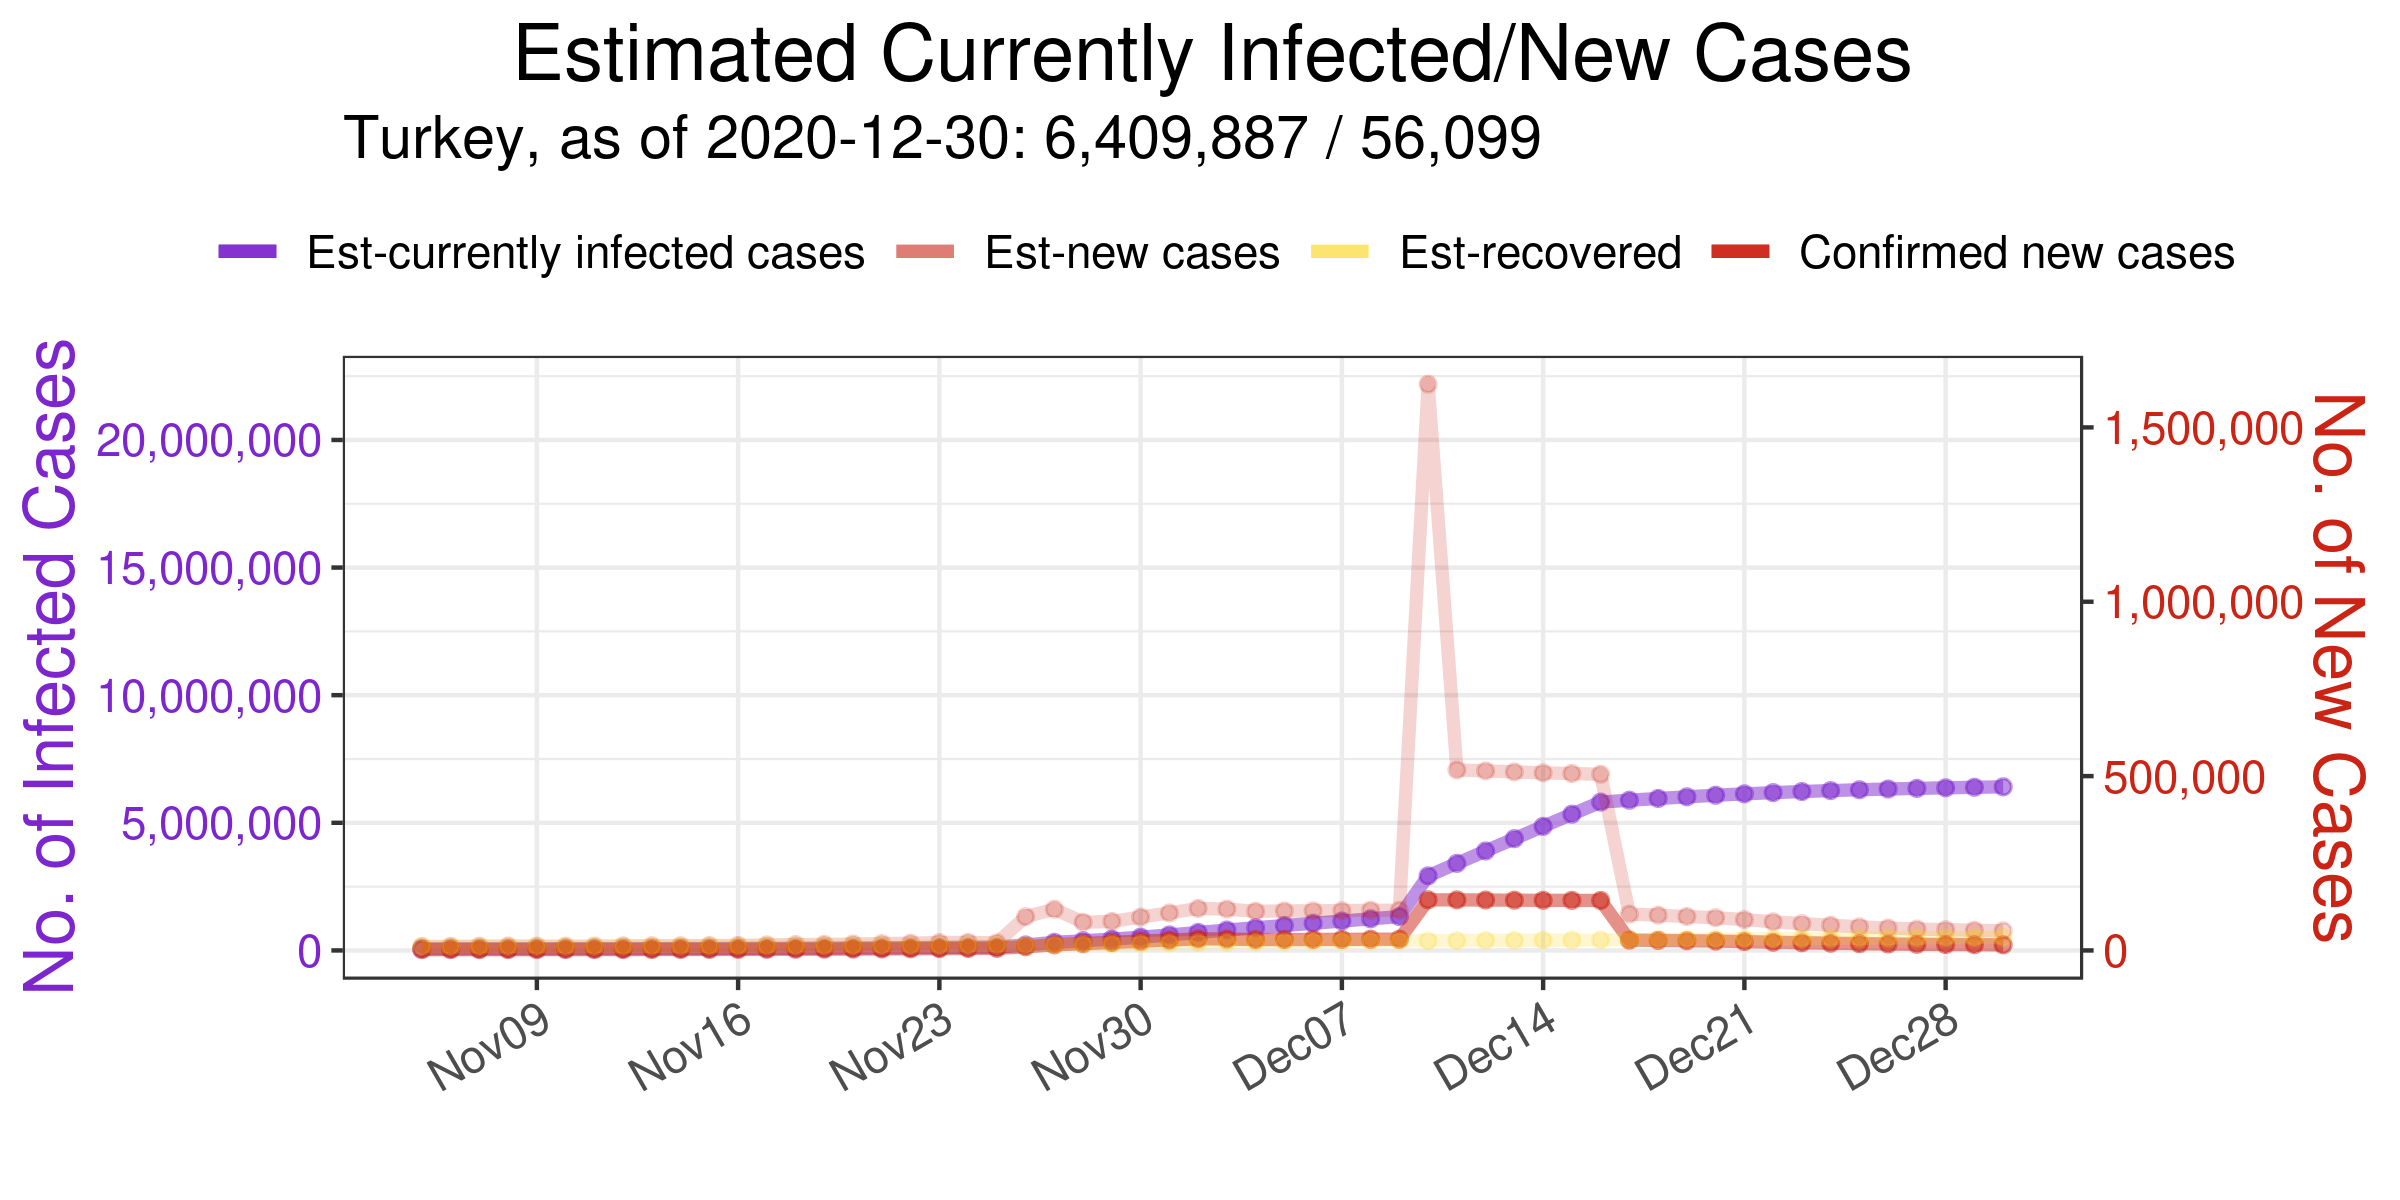 Estimated Currently Infected/New Cases
Turkey, as of 2020-12-30: 6,409,887 / 56,099
Est-currently infected cases Est-new cases Est-recovered Confirmed new cases
No. of Infected Cases
20,000,000
15,000,000
10,000,000
5,000,000
0
1,500,000
1,000,000
500,000
0
No. of New Cases
Nov09 Nov16 Nov23 Nov30 Dec07 Dec14 Dec21 Dec28